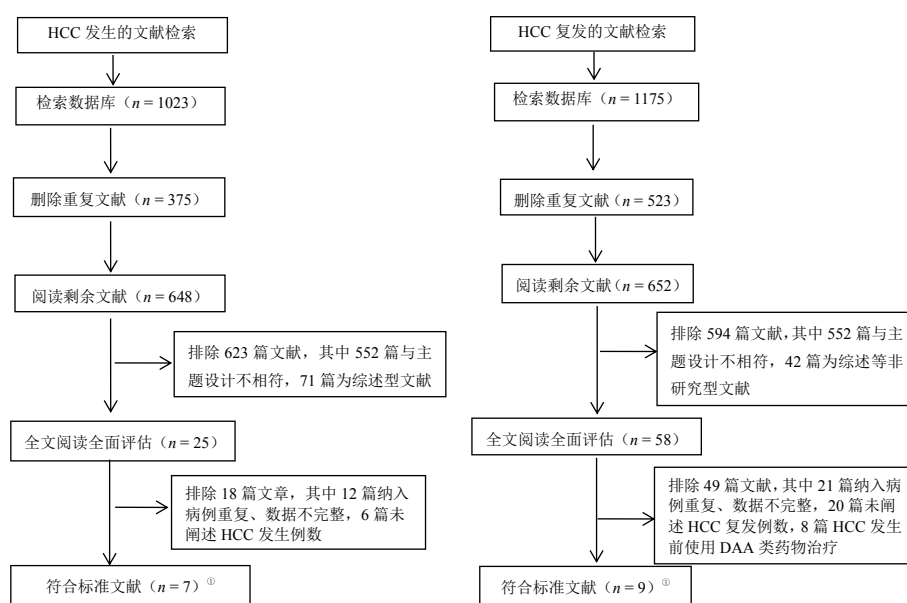 HCC 发生的文献检索
检索数据库（n = 1023）
删除重复文献（n = 375）
阅读剩余文献（n = 648）
排除 623 篇文献，其中 552 篇与主
题设计不相符，71 篇为综述型文献
全文阅读全面评估（n = 25）
排除 18 篇文章，其中 12 篇纳入
病例重复、数据不完整，6 篇未
阐述 HCC 发生例数
符合标准文献（n = 7）①
HCC 复发的文献检索
检索数据库（n = 1175）
删除重复文献（n = 523）
阅读剩余文献（n = 652）
排除 594 篇文献，其中 552 篇与主
题设计不相符，42 篇为综述等非
研究型文献
全文阅读全面评估（n = 58）
排除 49 篇文献，其中 21 篇纳入病
例重复、数据不完整，20 篇未阐
述 HCC 复发例数，8 篇 HCC 发生
前使用 DAA 类药物治疗
符合标准文献（n = 9）①